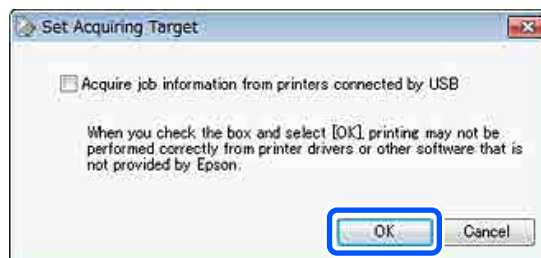 Set Acquiring Target
Acquire job information from printers connected by USB
When you check the box and select [OK], printing may not be
performed correctly from printer drivers or other software that is
not provided by Epson.
OK Cancel